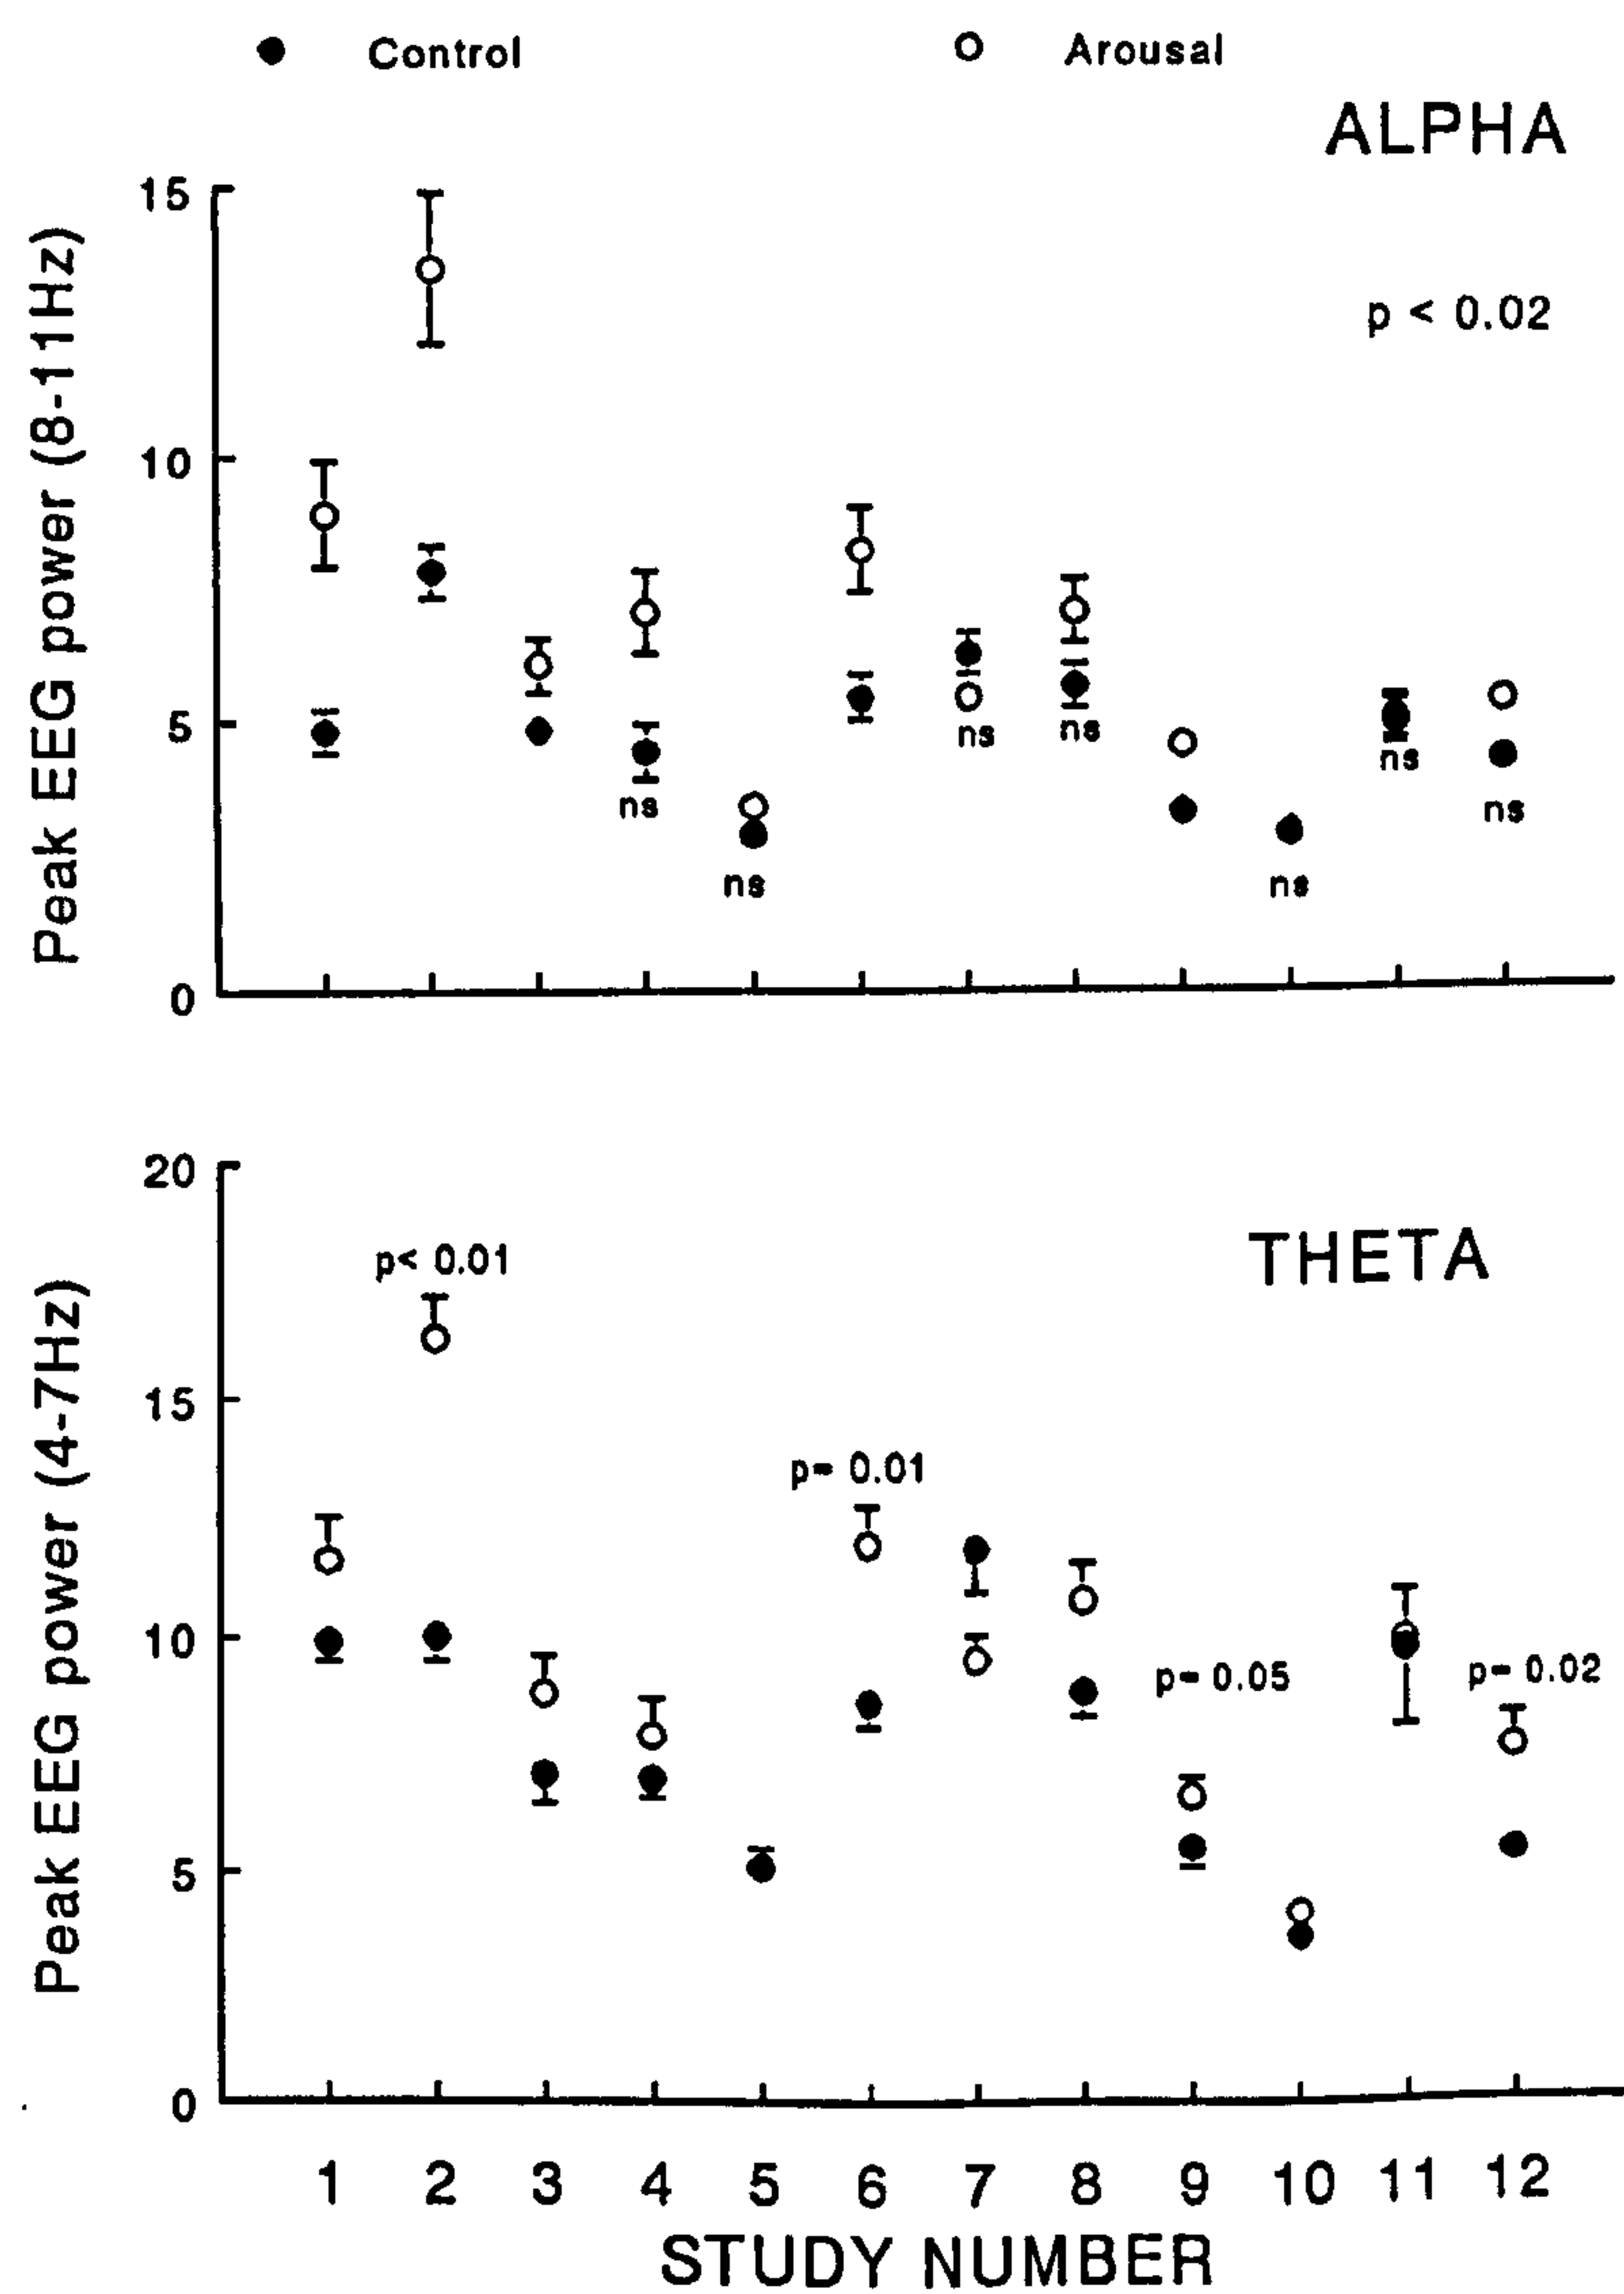 Control Arousal
ALPHA
Peak EEG power (8-11Hz)
15
10
5
0
p < 0.02
ns
ns
ns
ns
ns
ns
ns
THETA
Peak EEG power (4-7Hz)
20
15
10
5
0
p< 0.01
p= 0.01
p= 0.05
p= 0.02
1 2 3 4 5 6 7 8 9 10 11 12
STUDY NUMBER